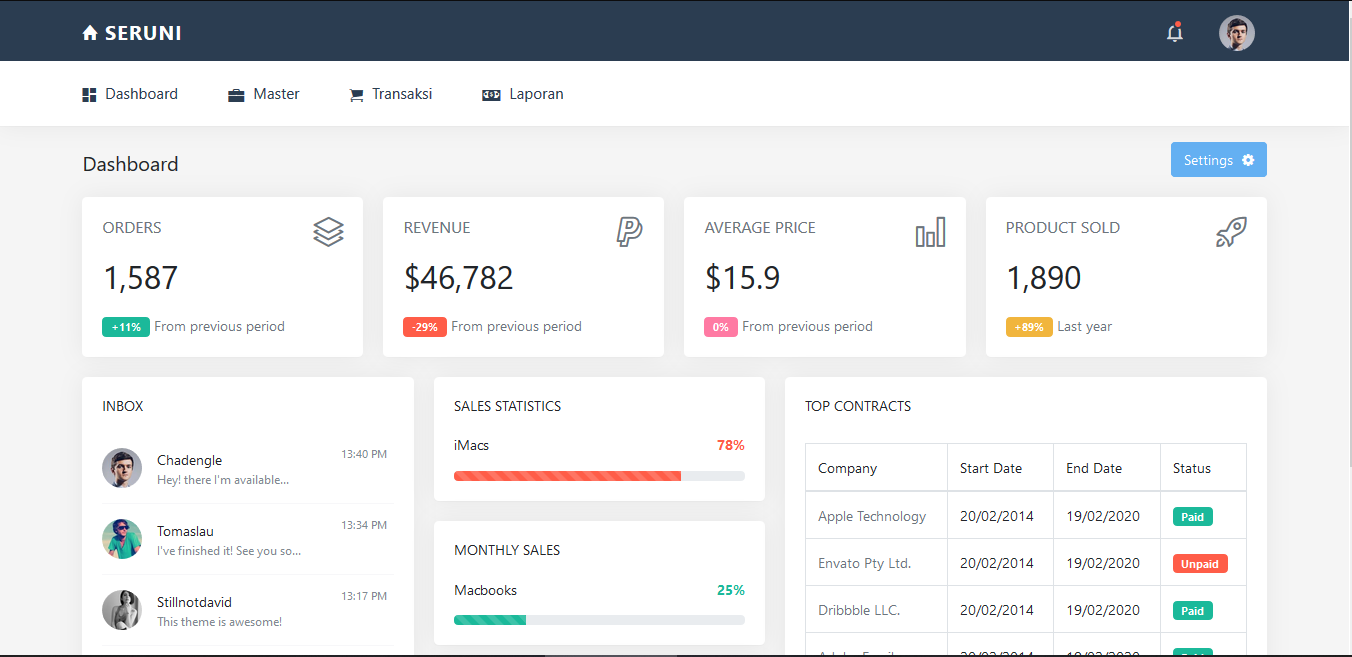 SERUNI
Dashboard Master Transaksi Laporan
Dashboard
Settings
ORDERS
1,587
+11% From previous period
REVENUE
$46,782
-29% From previous period
AVERAGE PRICE
$15.9
0% From previous period
PRODUCT SOLD
1,890
+89% Last year
INBOX
Chadengle 13:40 PM
Hey! there I'm available...
Tomaslau 13:34 PM
I've finished it! See you so...
Stillnotdavid 13:17 PM
This theme is awesome!
SALES STATISTICS
iMacs 78%
MONTHLY SALES
Macbooks 25%
TOP CONTRACTS
Company Start Date End Date Status
Apple Technology 20/02/2014 19/02/2020 Paid
Envato Pty Ltd. 20/02/2014 19/02/2020 Unpaid
Dribbble LLC. 20/02/2014 19/02/2020 Paid